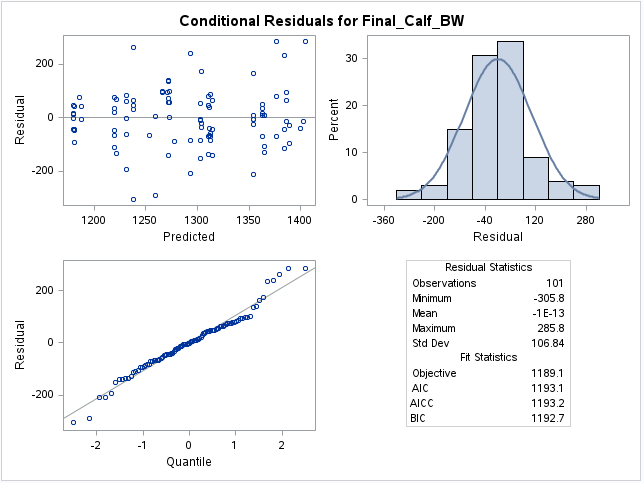 Conditional Residuals for Final_Calf_BW
Residual
200
0
-200
1200
1250
1300
1350
1400
Predicted
Percent
30
20
10
0
-360
-200
-40
120
280
Residual
Residual
200
0
-200
-2
-1
0
1
2
Quantile
Residual Statistics
Observations 101
Minimum -305.8
Mean -1E-13
Maximum 285.8
Std Dev 106.84
Fit Statistics
Objective 1189.1
AIC 1193.1
AICC 1193.2
BIC 1192.7